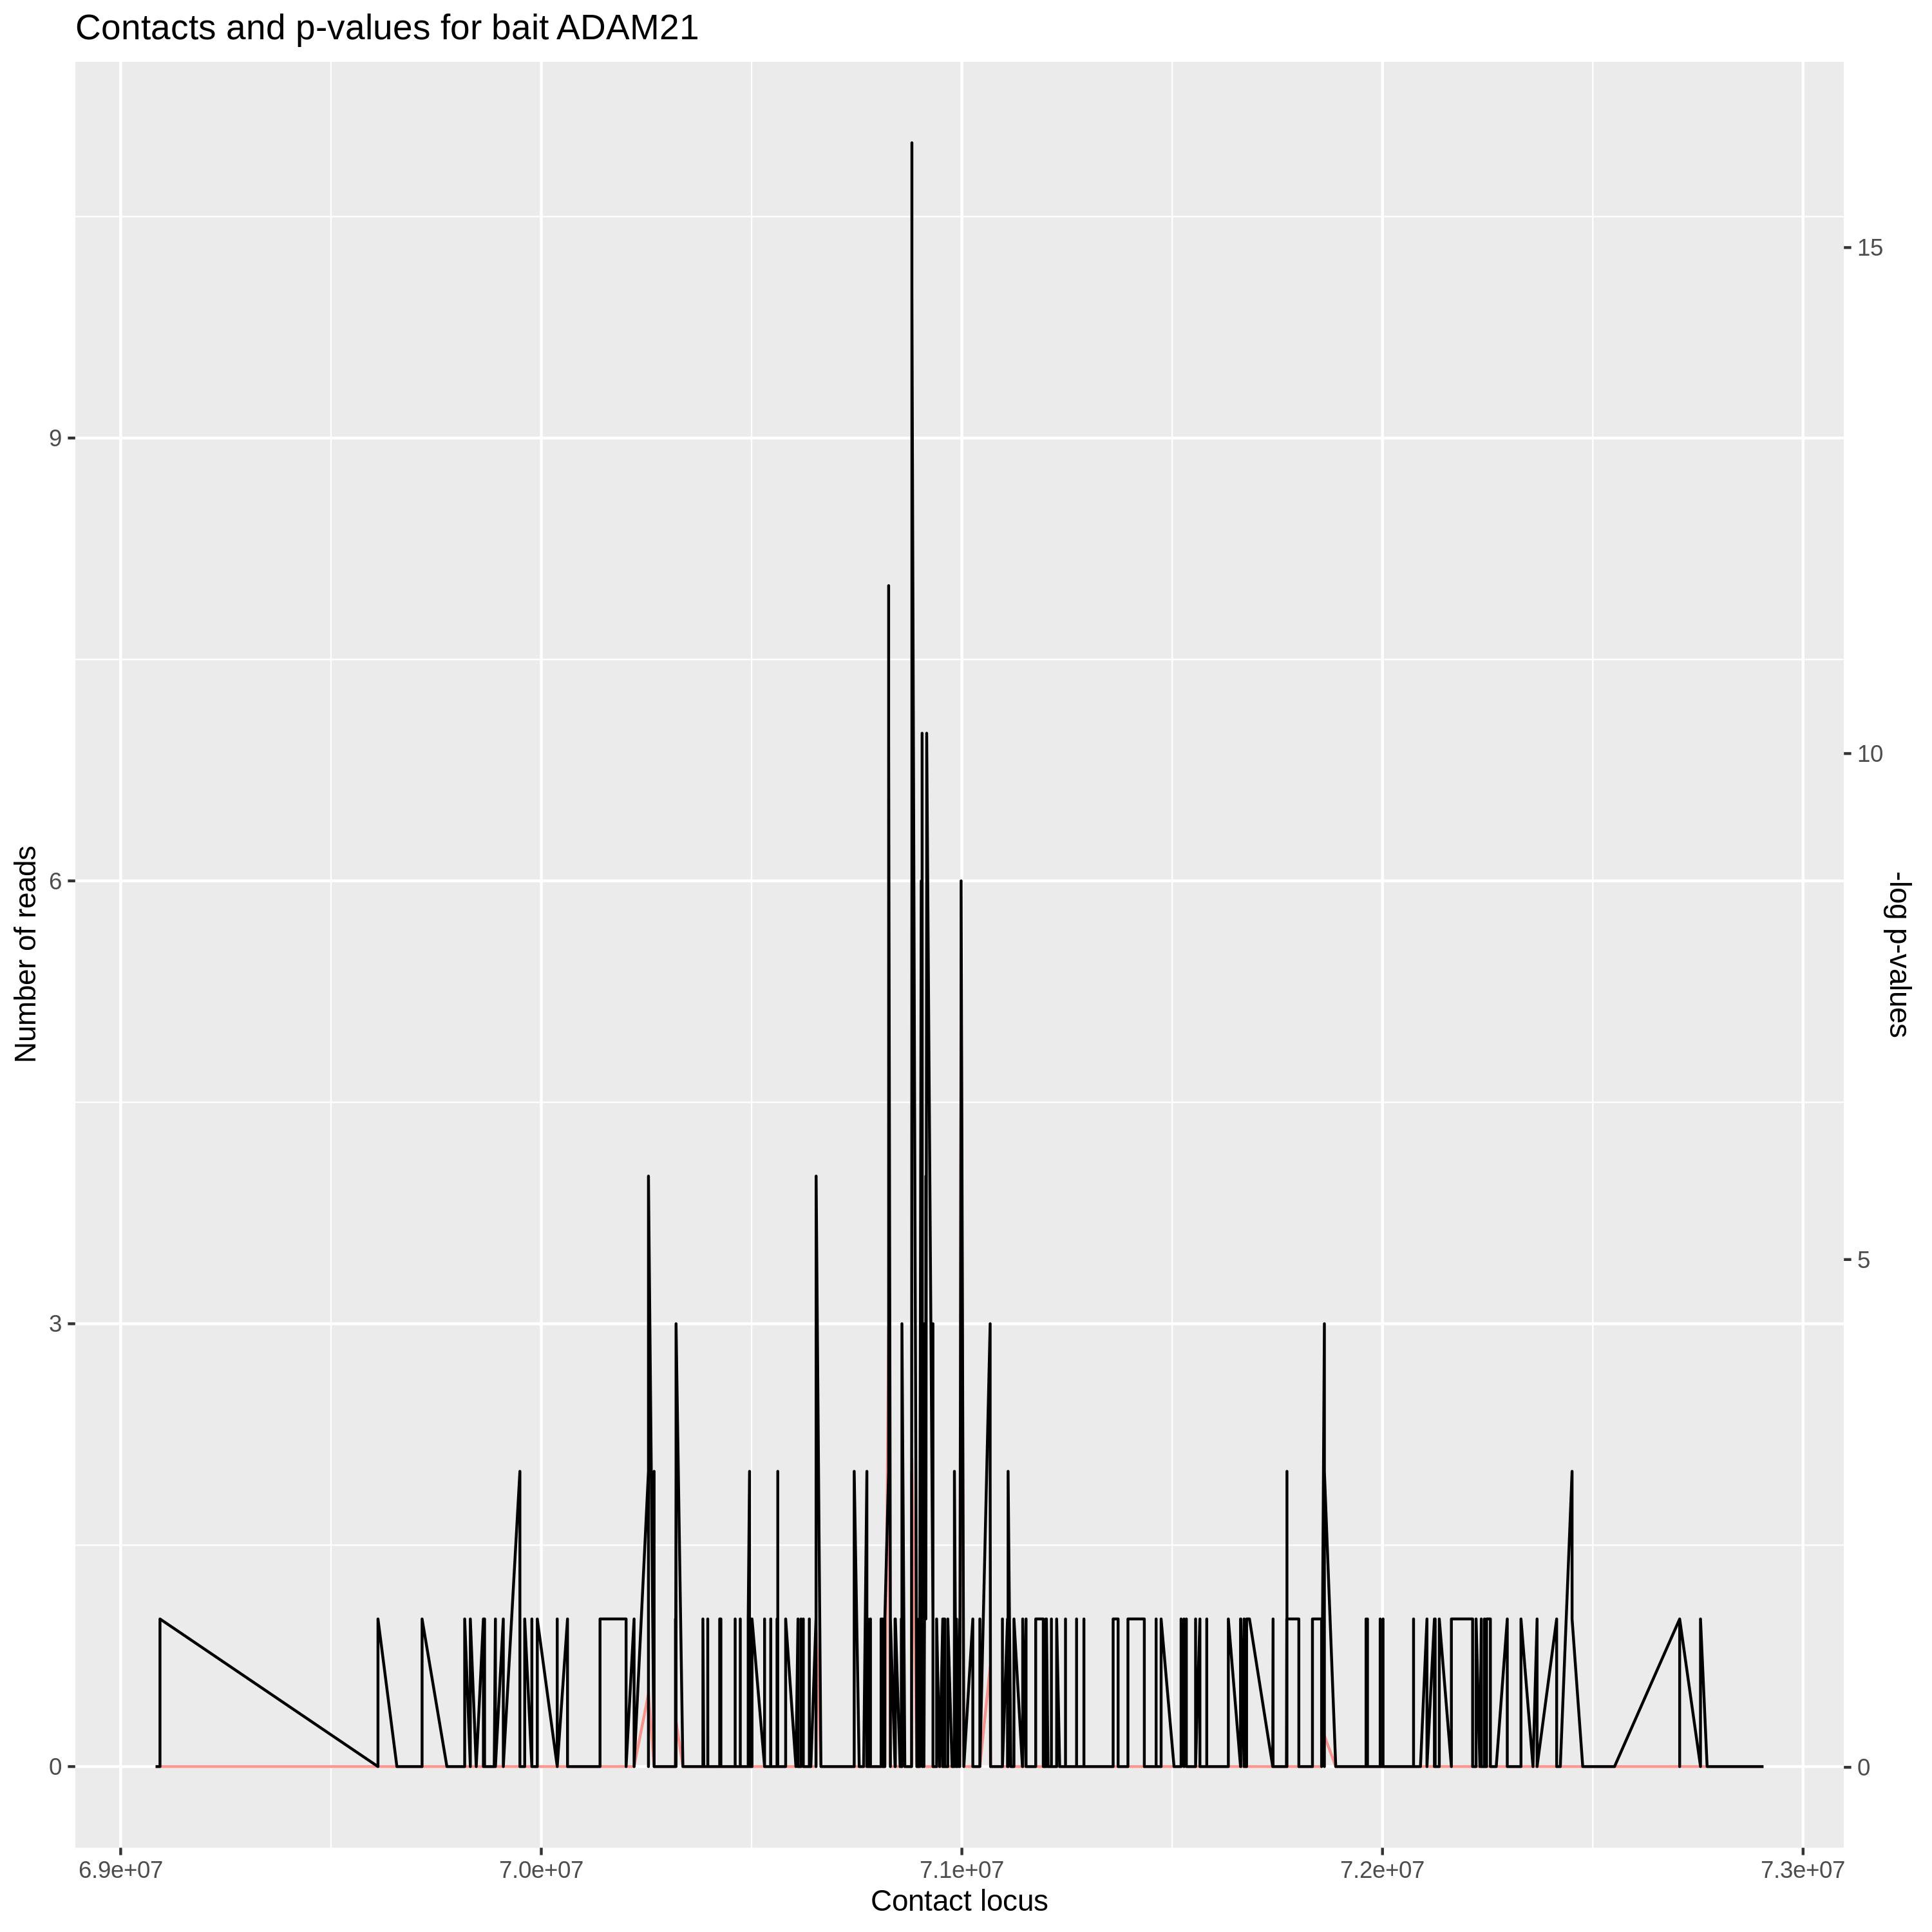 Contacts and p-values for bait ADAM21
15
9
10
6
Number of reads
-log p-values
5
3
0
0
6.9e+07
7.0e+07
7.1e+07
7.2e+07
7.3e+07
Contact locus